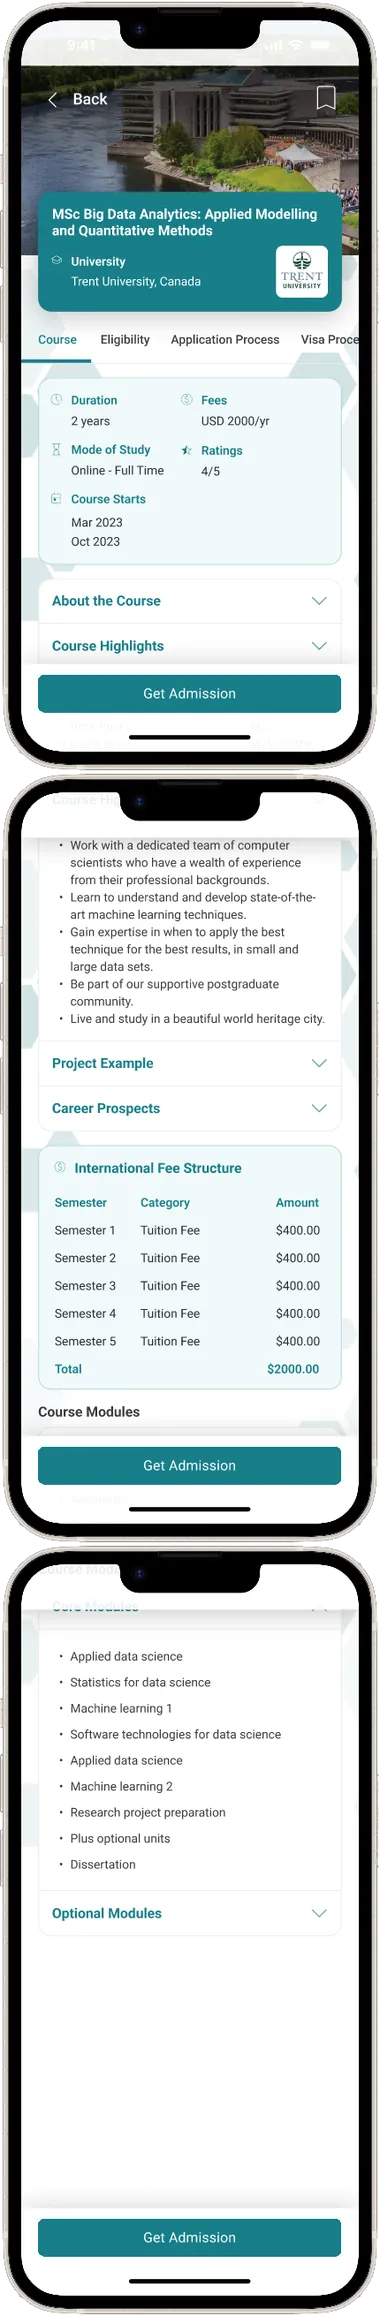 9:41
Back
MSc Big Data Analytics: Applied Modelling
and Quantitative Methods
University
Trent University, Canada
TRENT
UNIVERSITY
Course
Eligibility
Application Process
Visa Proce
Duration
2 years
Fees
USD 2000/yr
Mode of Study
Online - Full Time
Ratings
4/5
Course Starts
Mar 2023
Oct 2023
About the Course
Course Highlights
Get Admission
Course Hig
• Work with a dedicated team of computer
scientists who have a wealth of experience
from their professional backgrounds.
• Learn to understand and develop state-of-the-
art machine learning techniques.
• Gain expertise in when to apply the best
technique for the best results, in small and
large data sets.
• Be part of our supportive postgraduate
community.
• Live and study in a beautiful world heritage city.
Project Example
Career Prospects
International Fee Structure
Semester Category Amount
Semester 1 Tuition Fee $400.00
Semester 2 Tuition Fee $400.00
Semester 3 Tuition Fee $400.00
Semester 4 Tuition Fee $400.00
Semester 5 Tuition Fee $400.00
Total $2000.00
Course Modules
Get Admission
Course Mod
Core Modules
• Applied data science
• Statistics for data science
• Machine learning 1
• Software technologies for data science
• Applied data science
• Machine learning 2
• Research project preparation
• Plus optional units
• Dissertation
Optional Modules
Get Admission